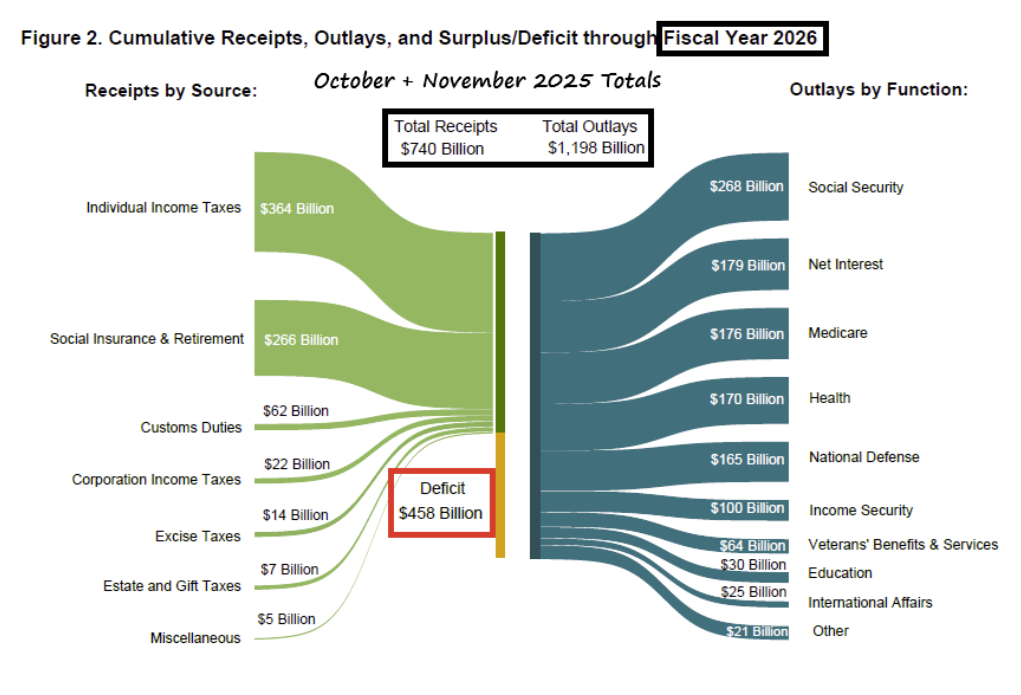 Figure 2. Cumulative Receipts, Outlays, and Surplus/Deficit through Fiscal Year 2026
October + November 2025 Totals
Receipts by Source:
Outlays by Function:
Total Receipts
$740 Billion
Total Outlays
$1,198 Billion
Individual Income Taxes
$364 Billion
Social Insurance & Retirement
$266 Billion
$62 Billion
Customs Duties
$22 Billion
Corporation Income Taxes
$14 Billion
Excise Taxes
$7 Billion
Estate and Gift Taxes
$5 Billion
Miscellaneous
Deficit
$458 Billion
$268 Billion
Social Security
$179 Billion
Net Interest
$176 Billion
Medicare
$170 Billion
Health
$165 Billion
National Defense
$100 Billion
Income Security
$64 Billion
Veterans' Benefits & Services
$30 Billion
Education
$25 Billion
International Affairs
$21 Billion
Other